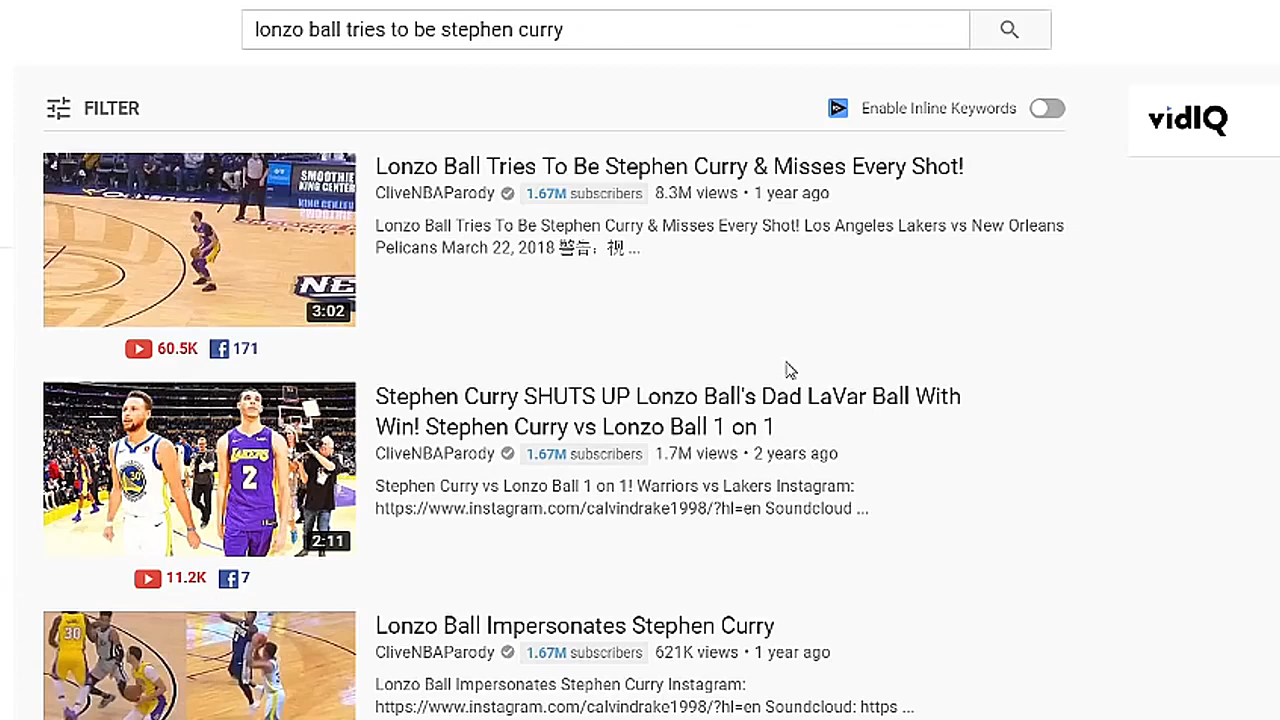 lonzo ball tries to be stephen curry
FILTER
Enable Inline Keywords
vidIQ
SMOOTHIE
KING CENTER
3:02
Lonzo Ball Tries To Be Stephen Curry & Misses Every Shot!
CliveNBAParody 1.67M subscribers 8.3M views • 1 year ago
Lonzo Ball Tries To Be Stephen Curry & Misses Every Shot! Los Angeles Lakers vs New Orleans
Pelicans March 22, 2018 警告：视 ...
60.5K 171
30
LAKERS
2
2:11
Stephen Curry SHUTS UP Lonzo Ball's Dad LaVar Ball With
Win! Stephen Curry vs Lonzo Ball 1 on 1
CliveNBAParody 1.67M subscribers 1.7M views • 2 years ago
Stephen Curry vs Lonzo Ball 1 on 1! Warriors vs Lakers Instagram:
https://www.instagram.com/calvindrake1998/?hl=en Soundcloud ...
11.2K 7
30
Lonzo Ball Impersonates Stephen Curry
CliveNBAParody 1.67M subscribers 621K views • 1 year ago
Lonzo Ball Impersonates Stephen Curry Instagram:
https://www.instagram.com/calvindrake1998/?hl=en Soundcloud: https ...